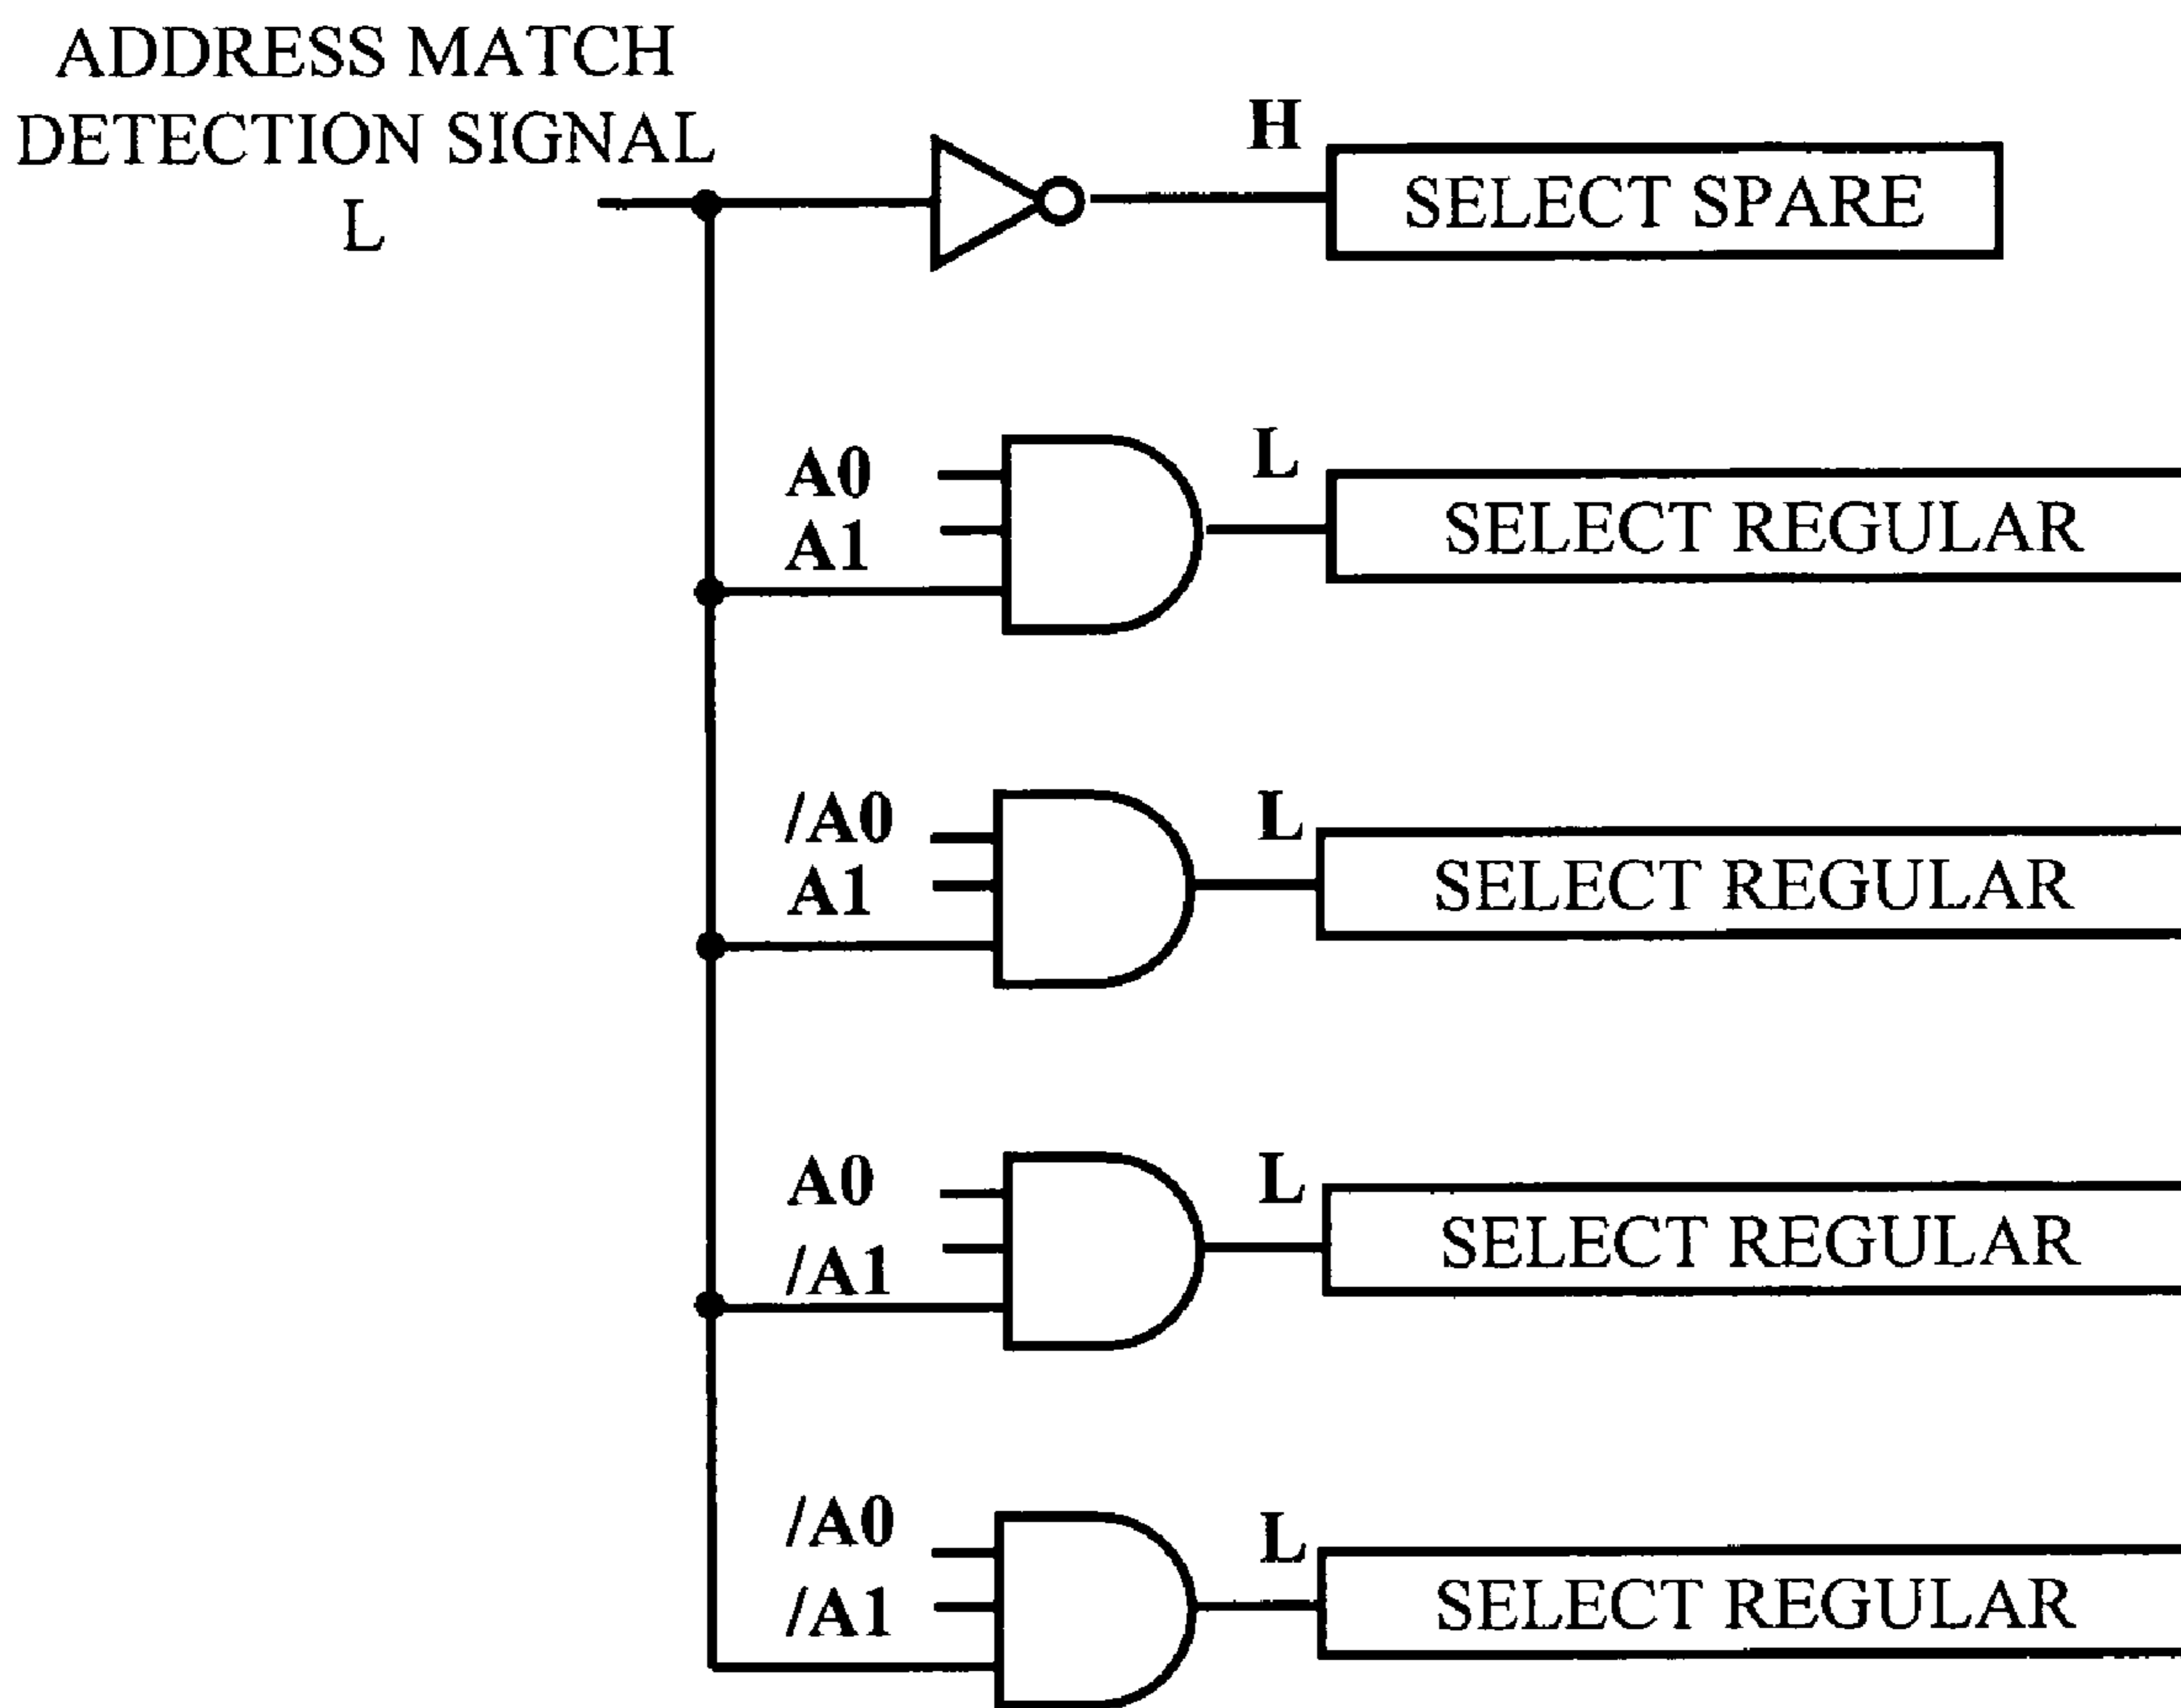 ADDRESS MATCH
DETECTION SIGNAL
L
H
SELECT SPARE
A0
A1
L
SELECT REGULAR
/A0
A1
L
SELECT REGULAR
A0
/A1
L
SELECT REGULAR
/A0
/A1
L
SELECT REGULAR